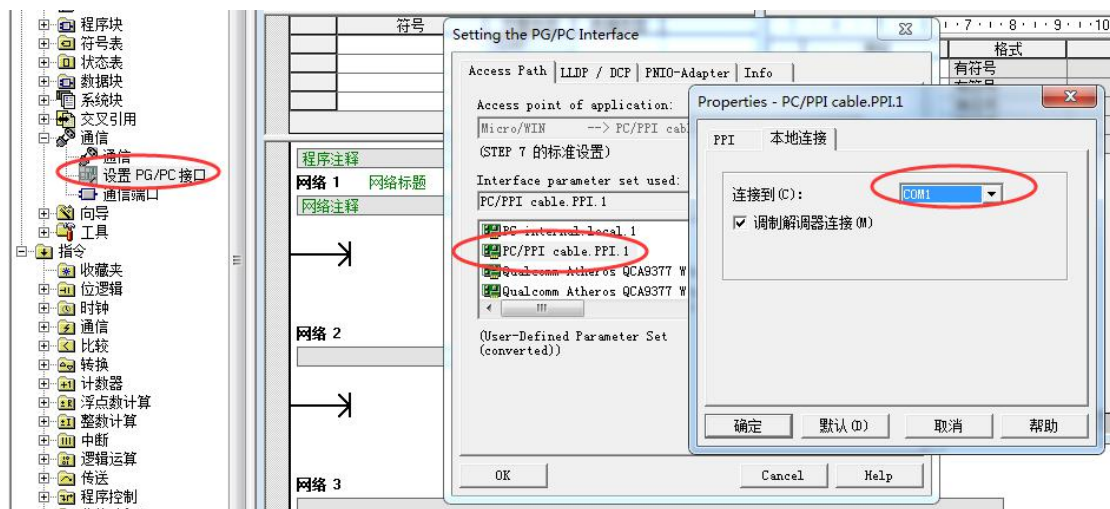 程序块
符号表
状态表
数据块
系统块
交叉引用
通信
通信
设置 PG/PC 接口
通信端口
向导
工具
指令
收藏夹
位逻辑
时钟
通信
比较
转换
计数器
浮点数计算
整数计算
中断
逻辑运算
传送
程序控制
符号
程序注释
网络 1 网络标题
网络注释
网络 2
网络 3
Setting the PG/PC Interface
Access Path LLDP / DCP PNIO-Adapter Info
Access point of application:
Micro/WIN --> PC/PPI cabl
(STEP 7 的标准设置)
Interface parameter set used:
PC/PPI cable.PPI.1
PC internal.local.1
PC/PPI cable.PPI.1
Qualcomm Atheros QCA9377 W
Qualcomm Atheros QCA9377 W
(User-Defined Parameter Set
(converted))
OK Cancel Help
7 8 9 10
格式
有符号
Properties - PC/PPI cable.PPI.1
PPI 本地连接
连接到(C): COM1
调制解调器连接(M)
确定 默认(D) 取消 帮助